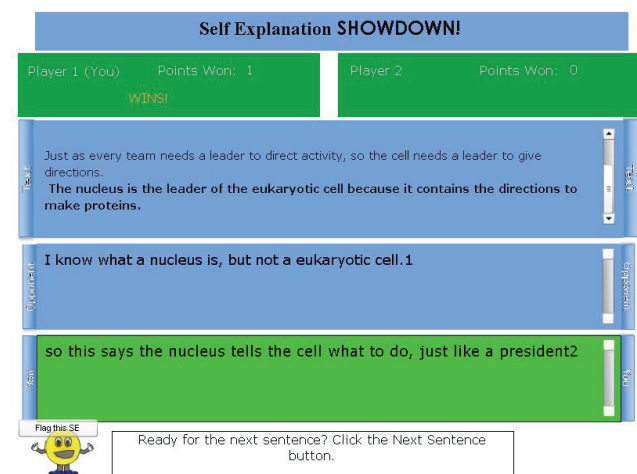 Self Explanation SHOWDOWN!
Player 1 (You) Points Won: 1
WINS!
Player 2 Points Won: 0
Text
Just as every team needs a leader to direct activity, so the cell needs a leader to give
directions.
The nucleus is the leader of the eukaryotic cell because it contains the directions to
make proteins.
Text
Opponent
I know what a nucleus is, but not a eukaryotic cell.1
Opponent
You
so this says the nucleus tells the cell what to do, just like a president2
You
Flag this SE
Ready for the next sentence? Click the Next Sentence
button.